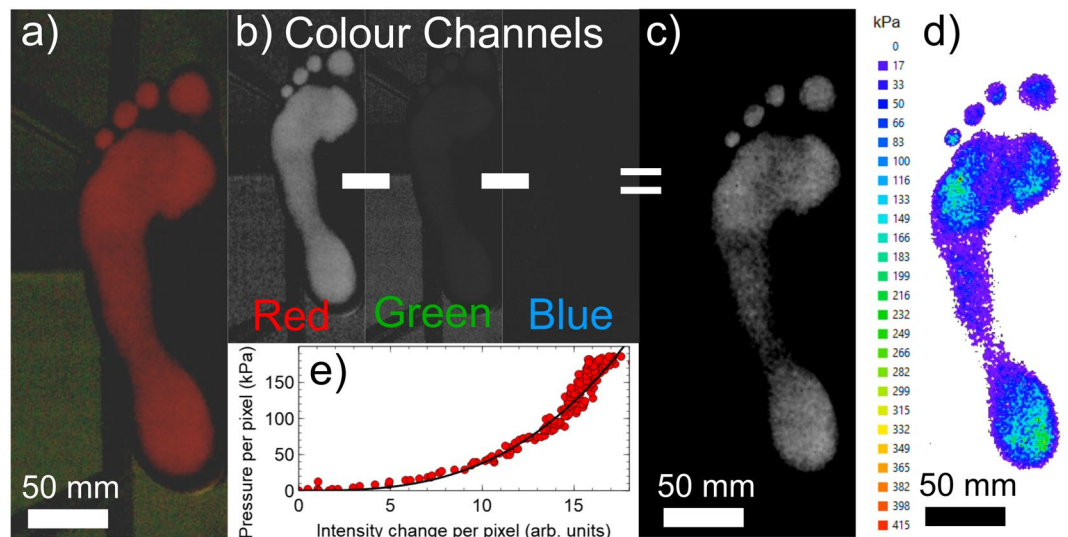 a)
b) Colour Channels
Red
Green
Blue
50 mm
c)
50 mm
kPa
0
17
33
50
66
83
100
116
133
149
166
183
199
216
232
249
266
282
299
315
332
349
365
382
398
415
d)
50 mm
e)
Pressure per pixel (kPa)
150
100
50
0
0
5
10
15
Intensity change per pixel (arb. units)